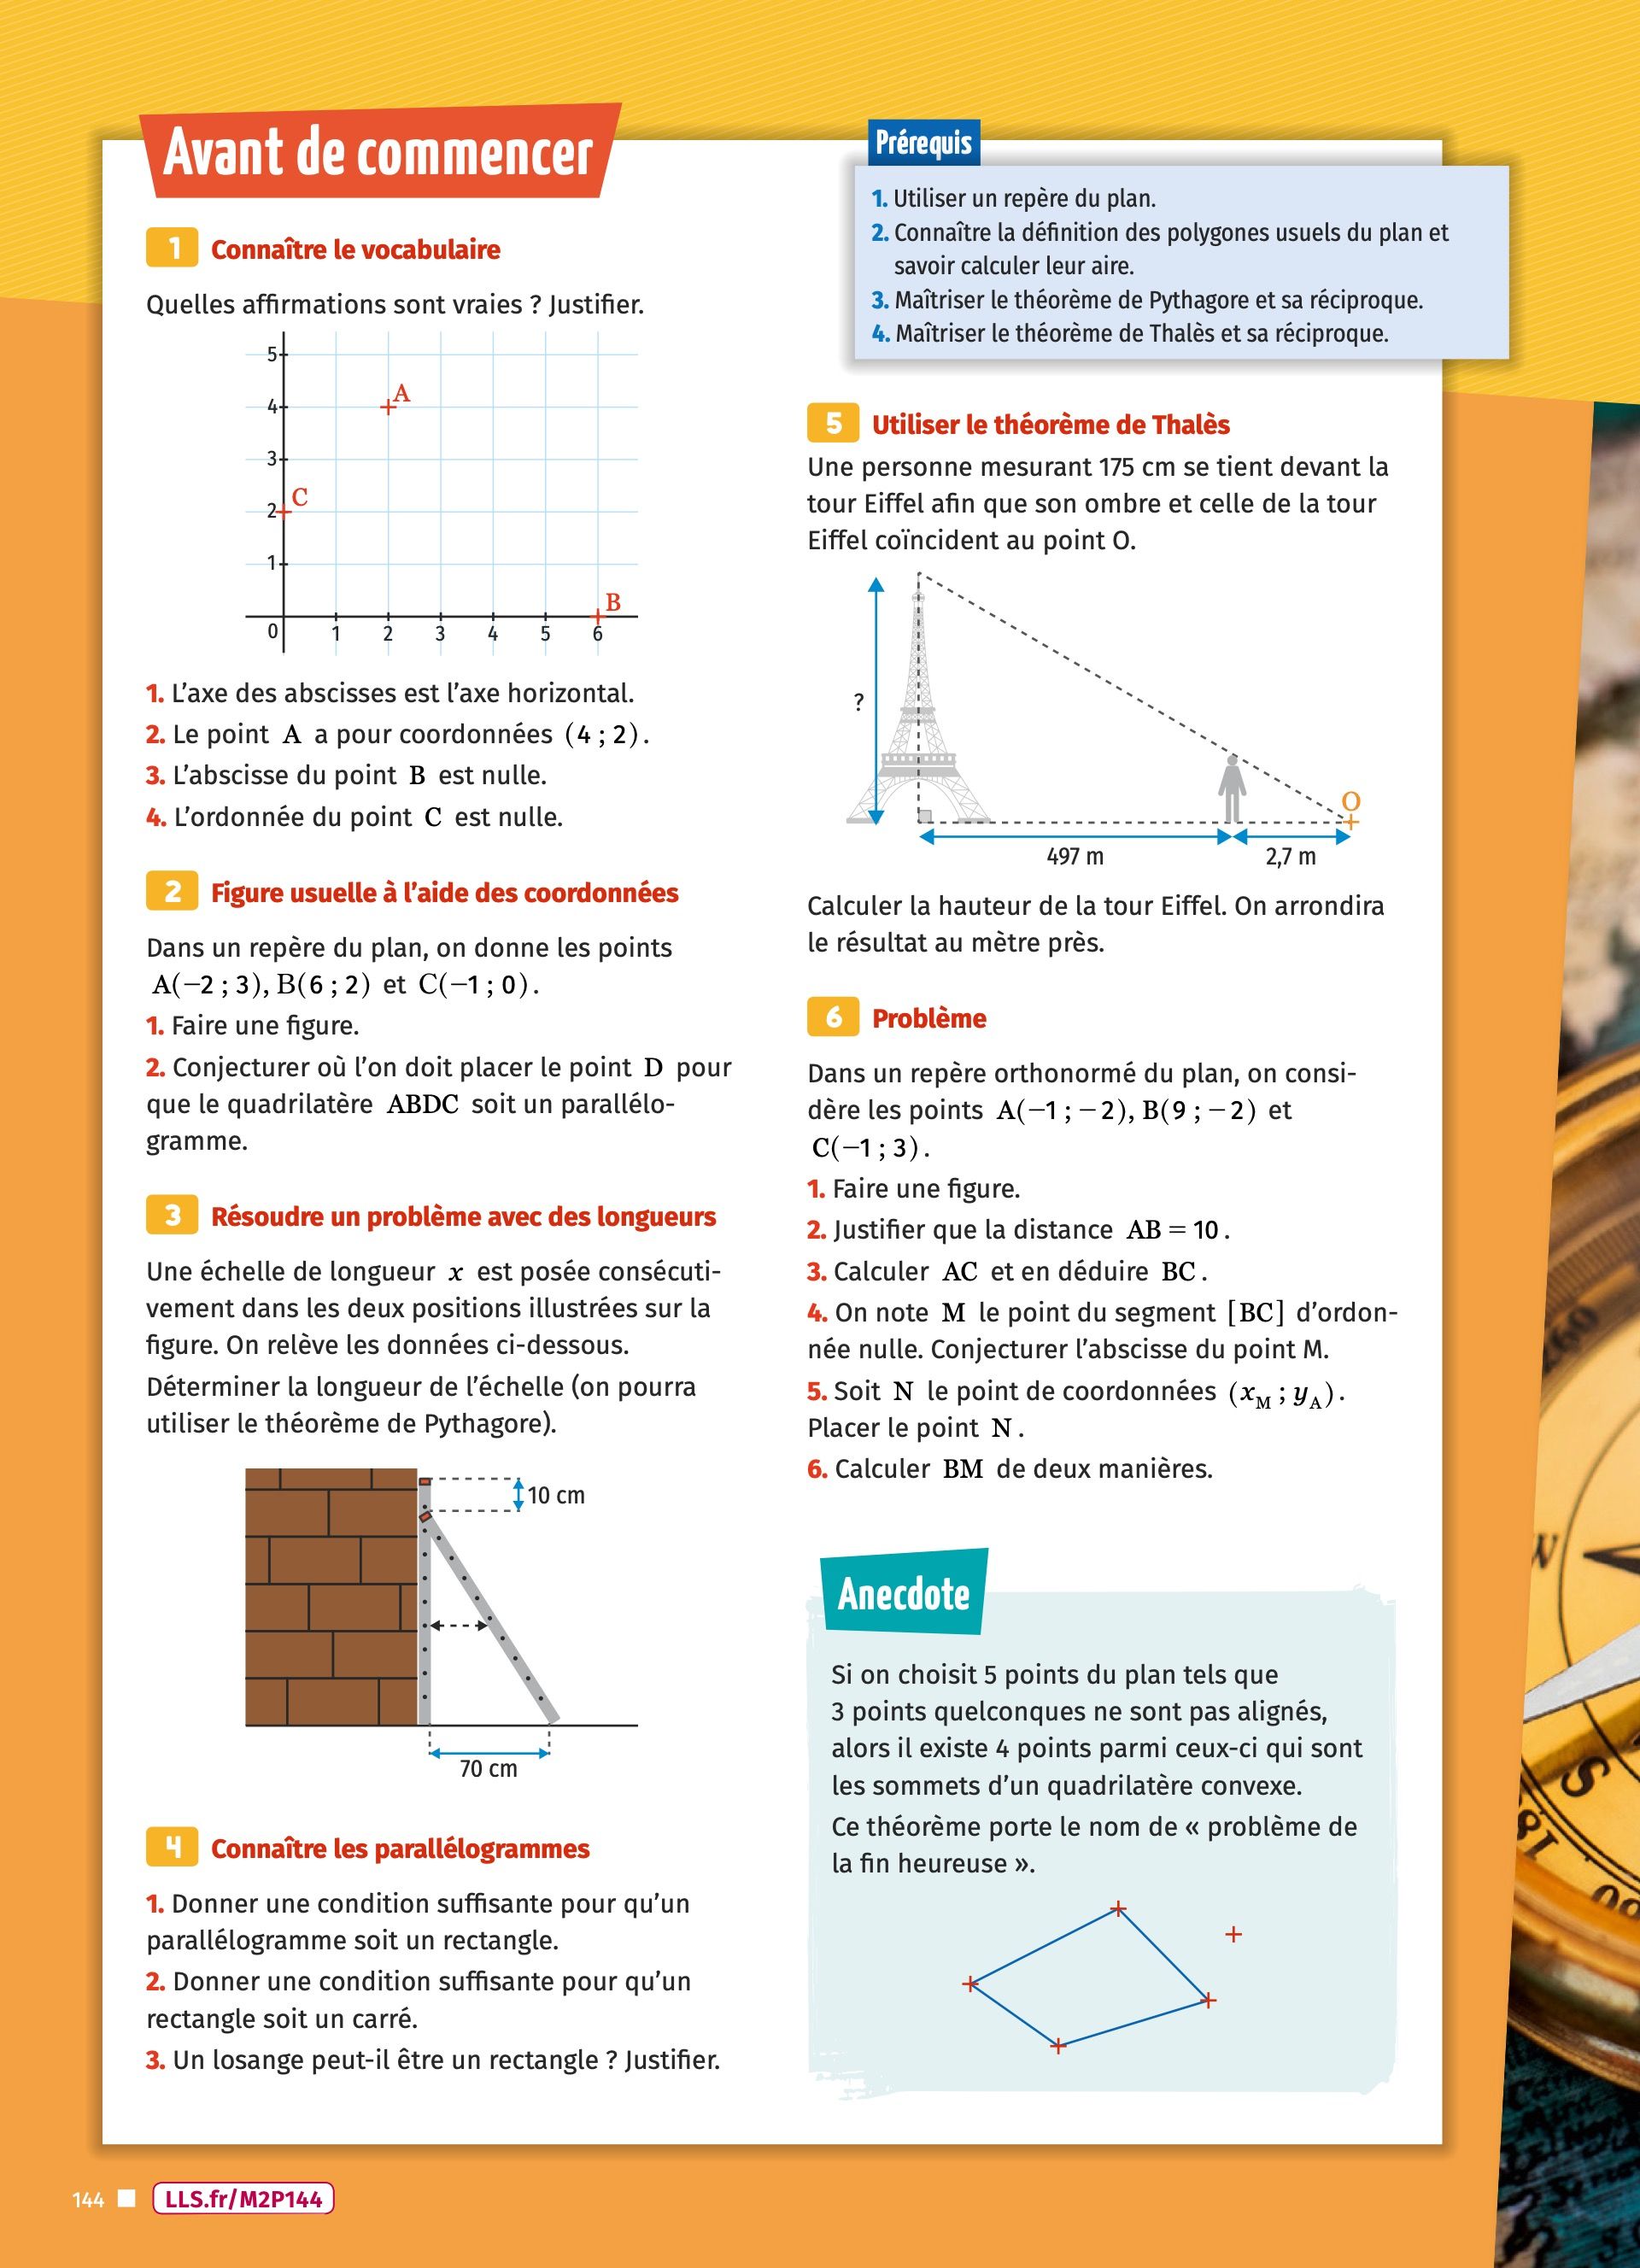 Avant de commencer
1 Connaître le vocabulaire
Quelles affirmations sont vraies ? Justifier.
5
4
3
2
1
0
1 2 3 4 5 6
A
C
B
1. L’axe des abscisses est l’axe horizontal.
2. Le point A a pour coordonnées (4 ; 2).
3. L’abscisse du point B est nulle.
4. L’ordonnée du point C est nulle.
2 Figure usuelle à l’aide des coordonnées
Dans un repère du plan, on donne les points
A(−2 ; 3), B(6 ; 2) et C(−1 ; 0).
1. Faire une figure.
2. Conjecturer où l’on doit placer le point D pour
que le quadrilatère ABDC soit un parallélo-
gramme.
3 Résoudre un problème avec des longueurs
Une échelle de longueur x est posée consécuti-
vement dans les deux positions illustrées sur la
figure. On relève les données ci-dessous.
Déterminer la longueur de l’échelle (on pourra
utiliser le théorème de Pythagore).
10 cm
70 cm
4 Connaître les parallélogrammes
1. Donner une condition suffisante pour qu’un
parallélogramme soit un rectangle.
2. Donner une condition suffisante pour qu’un
rectangle soit un carré.
3. Un losange peut-il être un rectangle ? Justifier.
Prérequis
1. Utiliser un repère du plan.
2. Connaître la définition des polygones usuels du plan et
savoir calculer leur aire.
3. Maîtriser le théorème de Pythagore et sa réciproque.
4. Maîtriser le théorème de Thalès et sa réciproque.
5 Utiliser le théorème de Thalès
Une personne mesurant 175 cm se tient devant la
tour Eiffel afin que son ombre et celle de la tour
Eiffel coïncident au point O.
?
O
497 m 2,7 m
Calculer la hauteur de la tour Eiffel. On arrondira
le résultat au mètre près.
6 Problème
Dans un repère orthonormé du plan, on consi-
dère les points A(−1 ; −2), B(9 ; −2) et
C(−1 ; 3).
1. Faire une figure.
2. Justifier que la distance AB = 10.
3. Calculer AC et en déduire BC.
4. On note M le point du segment [BC] d’ordon-
née nulle. Conjecturer l’abscisse du point M.
5. Soit N le point de coordonnées (xM ; yA).
Placer le point N.
6. Calculer BM de deux manières.
Anecdote
Si on choisit 5 points du plan tels que
3 points quelconques ne sont pas alignés,
alors il existe 4 points parmi ceux-ci qui sont
les sommets d’un quadrilatère convexe.
Ce théorème porte le nom de « problème de
la fin heureuse ».
W
S
144
LLS.fr/M2P144